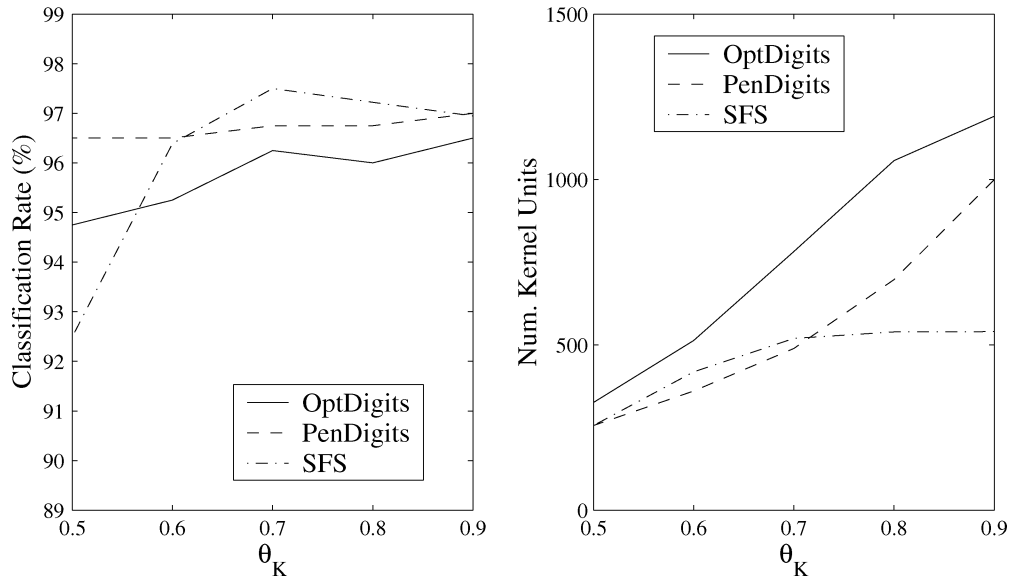 99
98
97
96
95
94
93
92
91
90
89
0.5 0.6 0.7 0.8 0.9
θK
Classification Rate (%)
OptDigits
PenDigits
SFS
1500
1000
500
0
0.5 0.6 0.7 0.8 0.9
θK
Num. Kernel Units
OptDigits
PenDigits
SFS